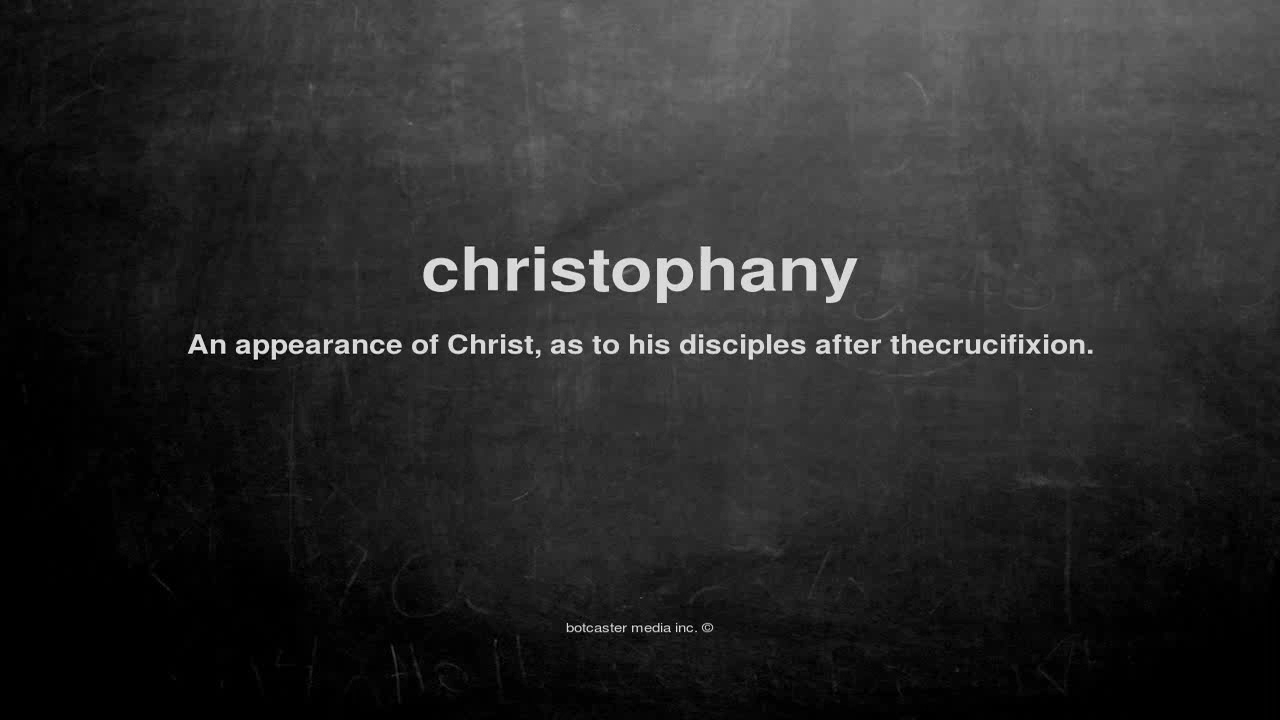 christophany
An appearance of Christ, as to his disciples after thecrucifixion.
botcaster media inc. ©